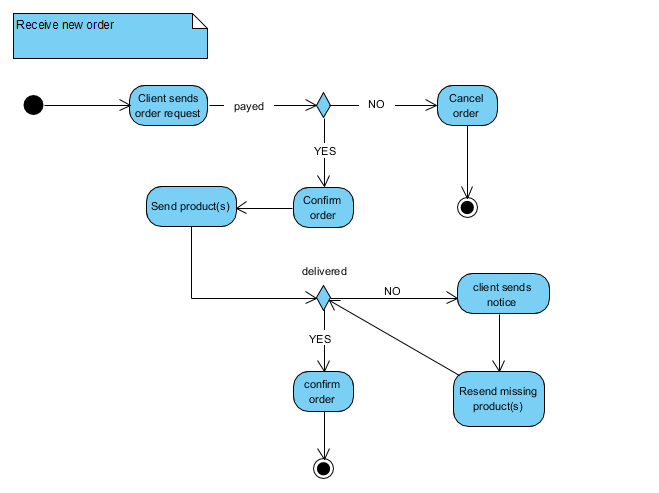 Receive new order
Client sends
order request
payed
NO
Cancel
order
YES
Send product(s)
Confirm
order
delivered
NO
client sends
notice
YES
confirm
order
Resend missing
product(s)